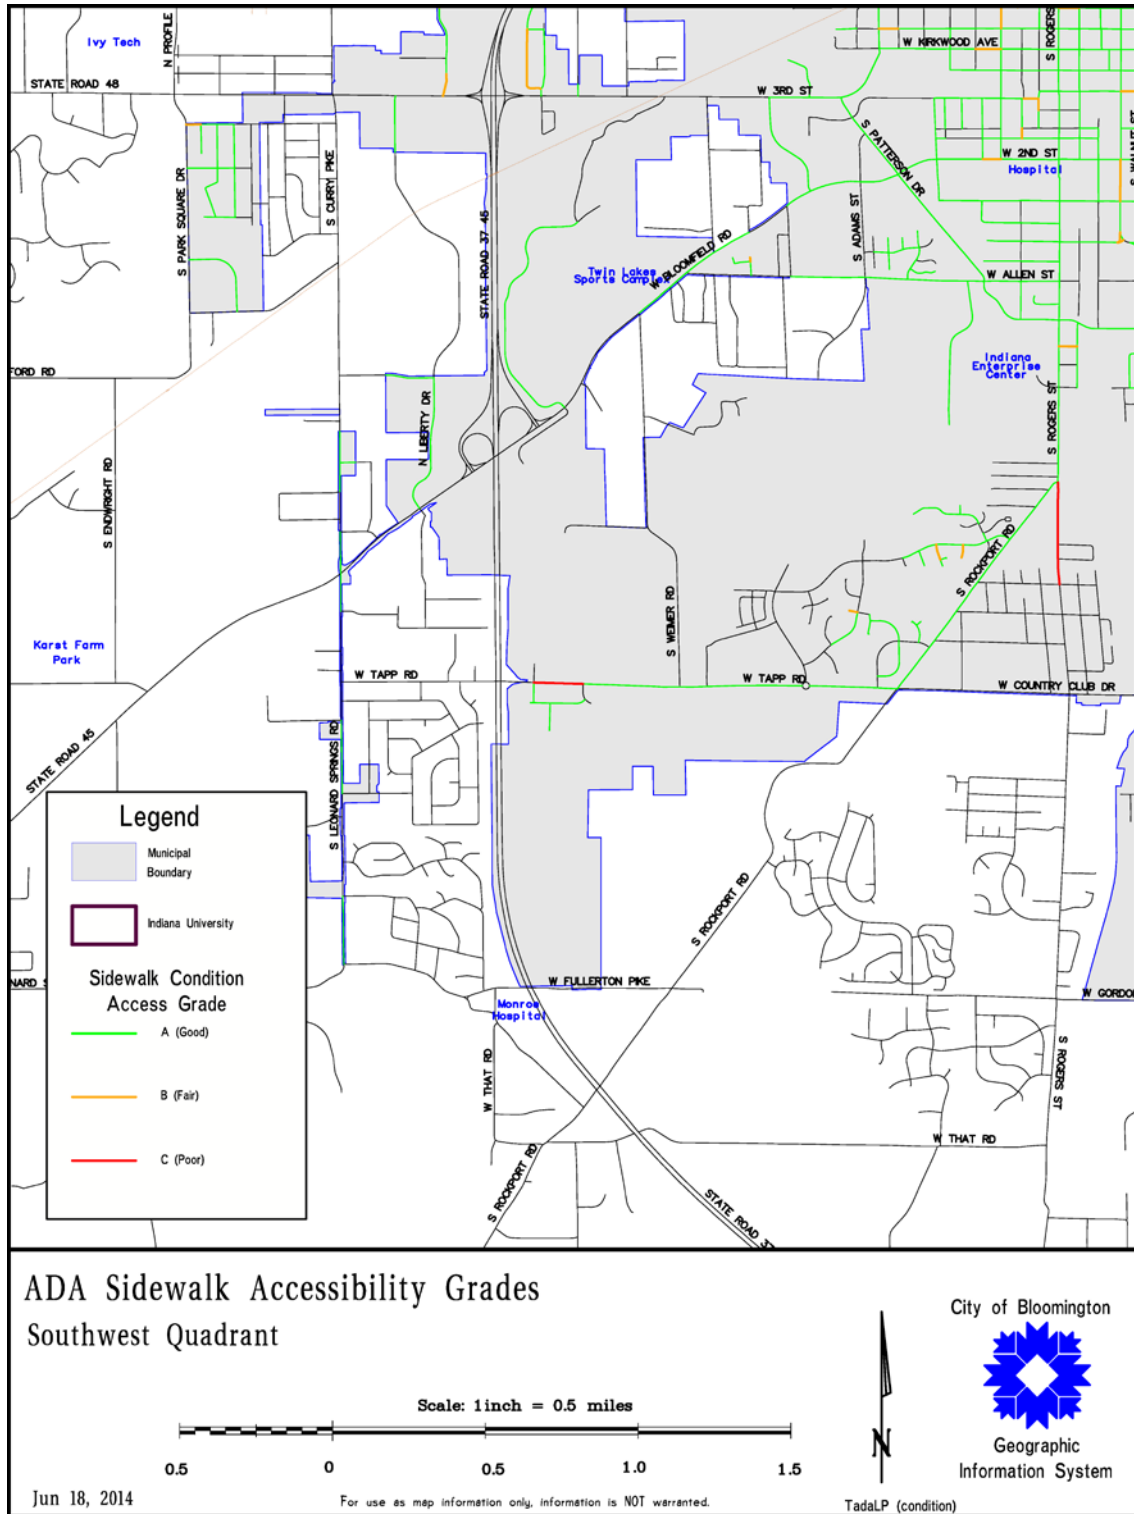 Ivy Tech
N PROFILE
W KIRKWOOD AVE
S ROGERS
STATE ROAD 48
W 3RD ST
S PATTERSON DR
W 2ND ST
Hospital
S WALNUT ST
S PARK SQUARE DR
S CURRY PIKE
STATE ROAD 37 45
S ADAMS ST
W BLOOMFIELD RD
Twin Lakes
Sports Complex
W ALLEN ST
Indiana
Enterprise
Center
FORD RD
N LIBERTY DR
S ROGERS ST
S ENDWRIGHT RD
S ROCKPORT RD
S WEIMER RD
Karst Farm
Park
W TAPP RD
W TAPP RD
W COUNTRY CLUB DR
STATE ROAD 45
S LEONARD SPRINGS RD
S ROCKPORT RD
NARD S
W FULLERTON PIKE
W GORDO
Monroe
Hospital
W THAT RD
S ROGERS ST
W THAT RD
S ROCKPORT RD
STATE ROAD 37
Legend
Municipal
Boundary
Indiana University
Sidewalk Condition
Access Grade
A (Good)
B (Fair)
C (Poor)
ADA Sidewalk Accessibility Grades
Southwest Quadrant
Scale: 1 inch = 0.5 miles
0.5 0 0.5 1.0 1.5
Jun 18, 2014
For use as map information only, information is NOT warranted.
N
TadaLP (condition)
City of Bloomington
Geographic
Information System